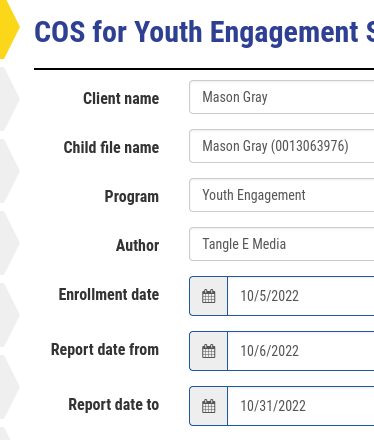 COS for Youth Engagement S
Client name Mason Gray
Child file name Mason Gray (0013063976)
Program Youth Engagement
Author Tangle E Media
Enrollment date 10/5/2022
Report date from 10/6/2022
Report date to 10/31/2022